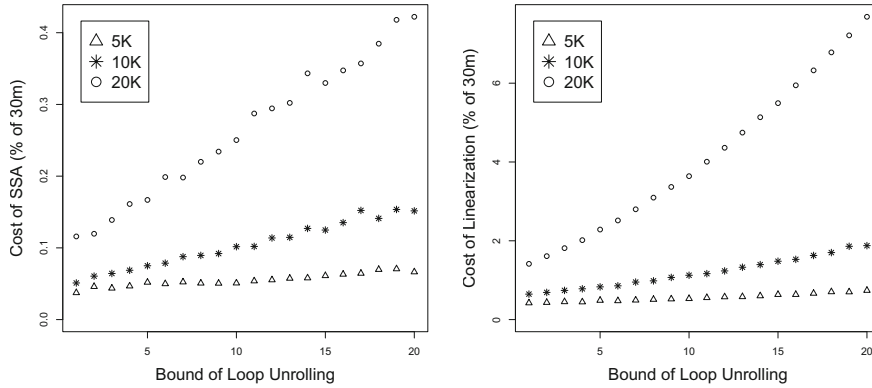 Cost of SSA (% of 30m)
0.0 0.1 0.2 0.3 0.4
5K
10K
20K
5 10 15 20
Bound of Loop Unrolling
Cost of Linearization (% of 30m)
0 2 4 6
5K
10K
20K
5 10 15 20
Bound of Loop Unrolling